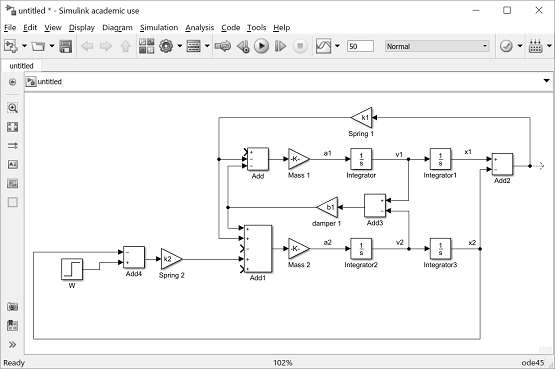 untitled * - Simulink academic use
File Edit View Display Diagram Simulation Analysis Code Tools Help
50 Normal
untitled
untitled
k1
Spring 1
a1 v1 x1
Add -K- Mass 1 1 s Integrator 1 s Integrator1 Add2
b1
damper 1 Add3
a2 v2 x2
W Add4 k2 Spring 2 Add1 -K- Mass 2 1 s Integrator2 1 s Integrator3
Ready 102% ode45